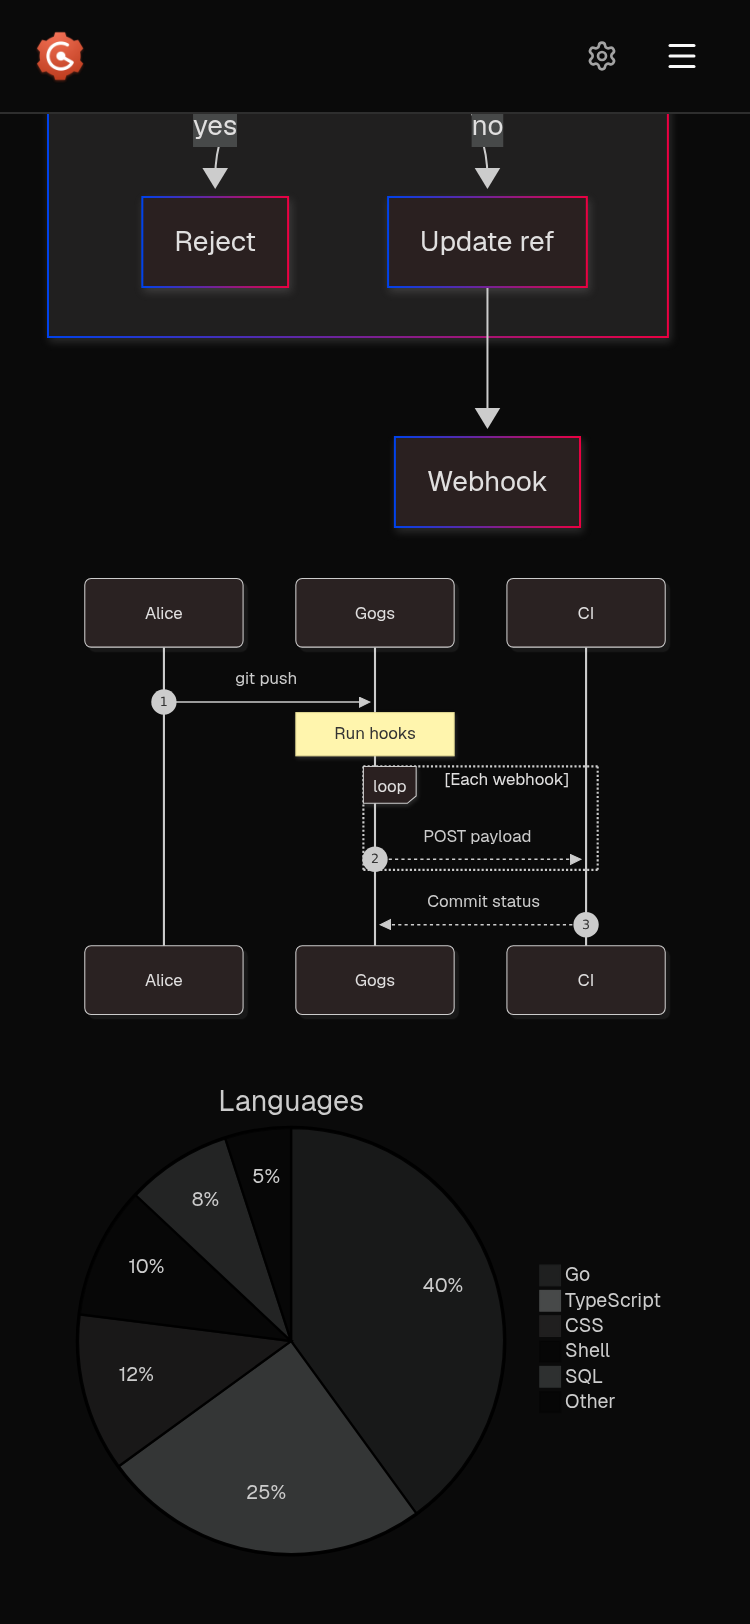 yes
no
Reject
Update ref
Webhook
Alice
Gogs
CI
git push
1
Run hooks
loop
[Each webhook]
POST payload
2
Commit status
3
Alice
Gogs
CI
Languages
5%
8%
10%
40%
12%
25%
Go
TypeScript
CSS
Shell
SQL
Other